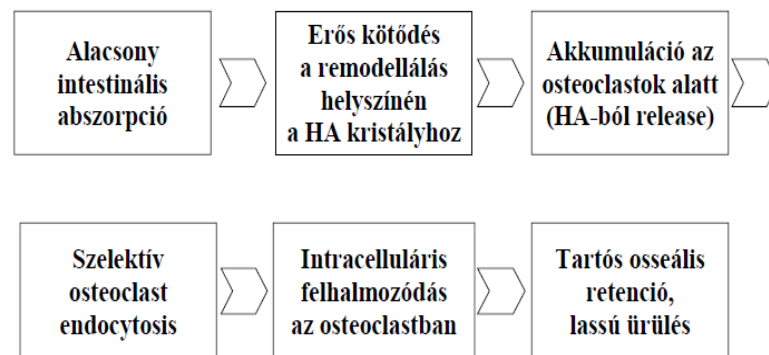 Alacsony
intestinális
abszorpció
Erős kötődés
a remodellálás
helyszínén
a HA kristályhoz
Akkumuláció az
osteoclastok alatt
(HA-ból release)
Szelektív
osteoclast
endocytosis
Intracelluláris
felhalmozódás
az osteoclastban
Tartós osseális
retenció,
lassú ürülés